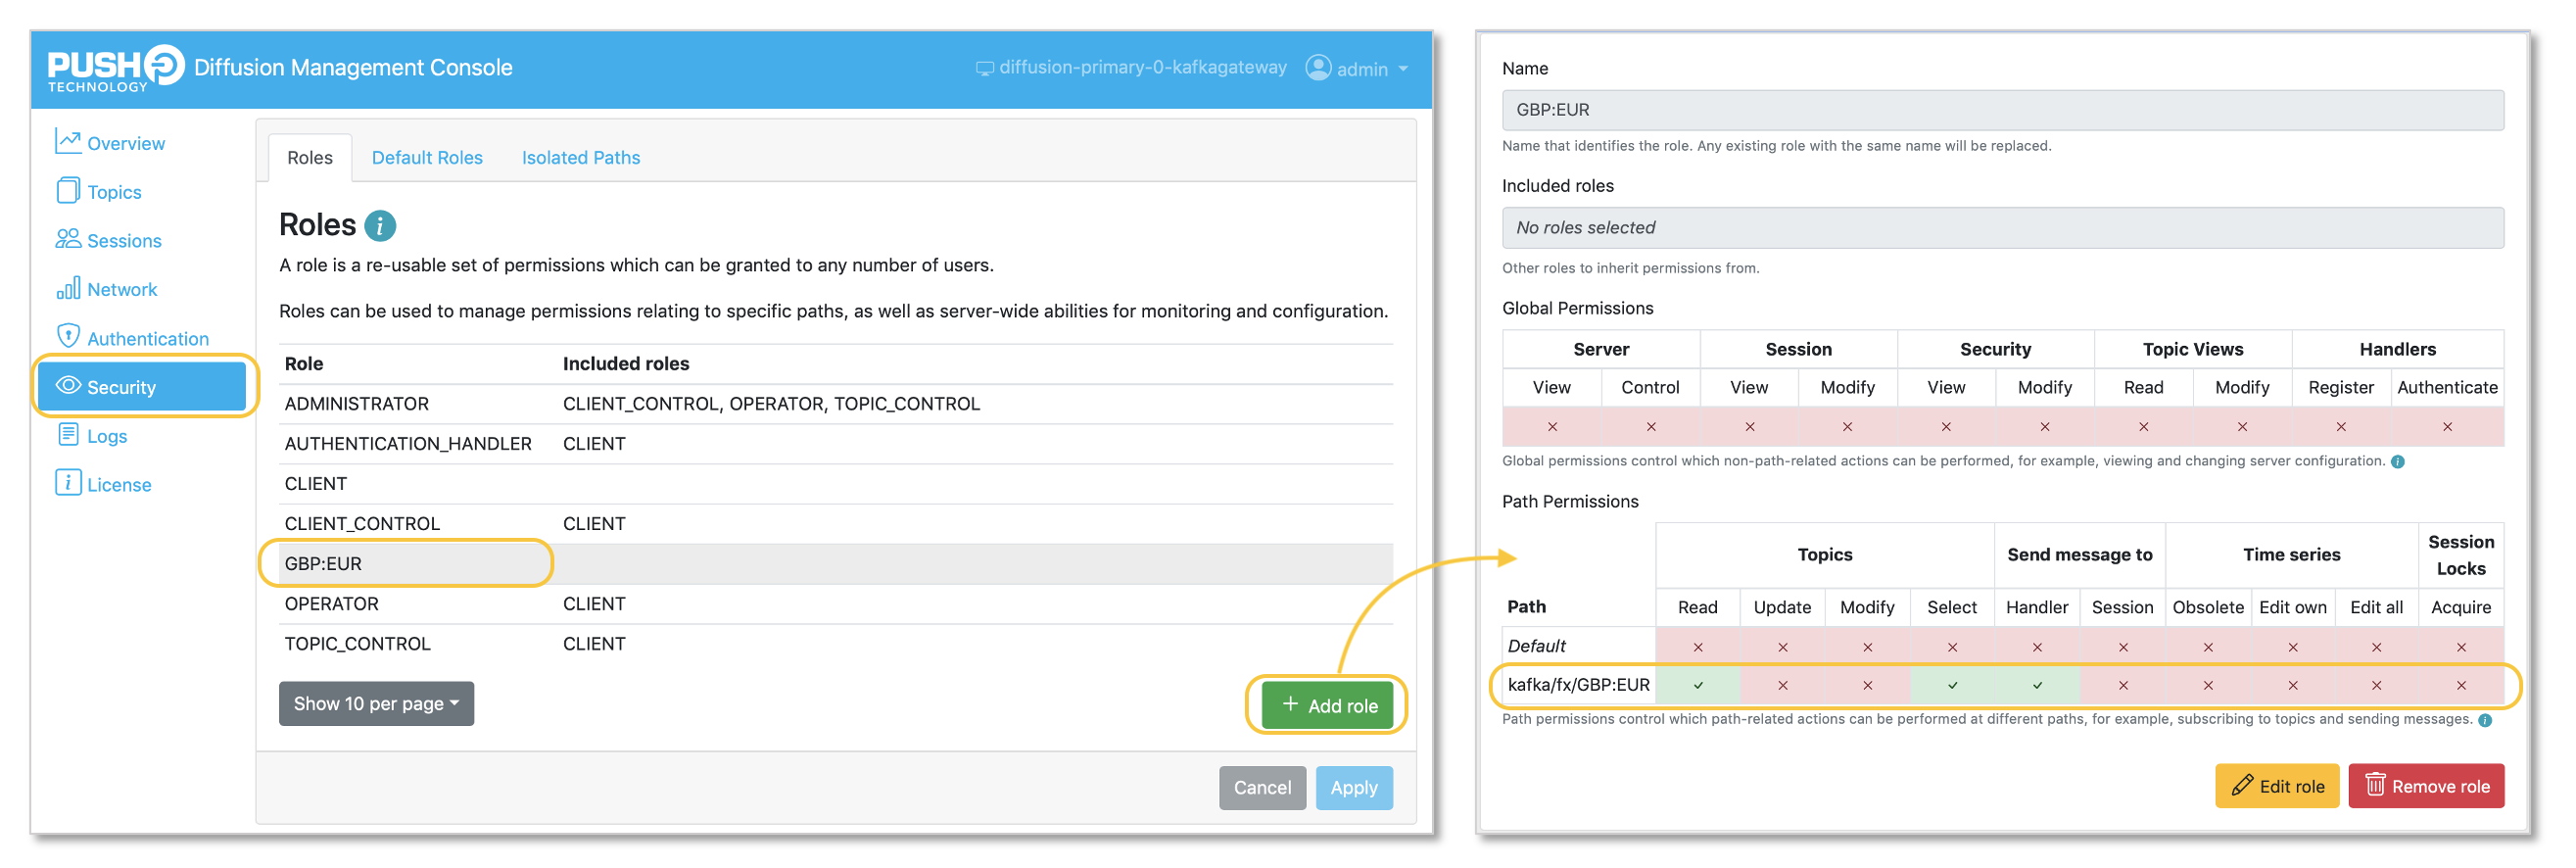 PUSH
TECHNOLOGY
Diffusion Management Console
diffusion-primary-0-kafkagateway
admin
Overview
Topics
Sessions
Network
Authentication
Security
Logs
License
Roles Default Roles Isolated Paths
Roles i
A role is a re-usable set of permissions which can be granted to any number of users.
Roles can be used to manage permissions relating to specific paths, as well as server-wide abilities for monitoring and configuration.
Role Included roles
ADMINISTRATOR CLIENT_CONTROL, OPERATOR, TOPIC_CONTROL
AUTHENTICATION_HANDLER CLIENT
CLIENT
CLIENT_CONTROL CLIENT
GBP:EUR
OPERATOR CLIENT
TOPIC_CONTROL CLIENT
Show 10 per page
+ Add role
Cancel Apply
Name
GBP:EUR
Name that identifies the role. Any existing role with the same name will be replaced.
Included roles
No roles selected
Other roles to inherit permissions from.
Global Permissions
Server Session Security Topic Views Handlers
View Control View Modify View Modify Read Modify Register Authenticate
× × × × × × × × × ×
Global permissions control which non-path-related actions can be performed, for example, viewing and changing server configuration. i
Path Permissions
Topics Send message to Time series Session Locks
Path Read Update Modify Select Handler Session Obsolete Edit own Edit all Acquire
Default × × × × × × × × × ×
kafka/fx/GBP:EUR ✓ × × ✓ ✓ × × × × ×
Path permissions control which path-related actions can be performed at different paths, for example, subscribing to topics and sending messages. i
Edit role Remove role